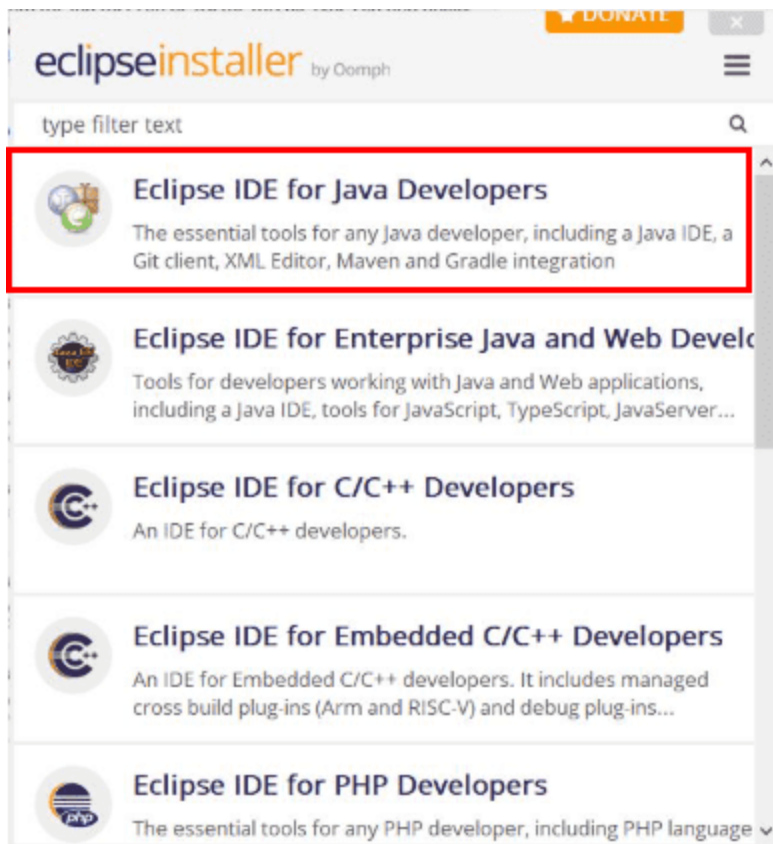 DONATE
eclipseinstaller by Oomph
type filter text
Eclipse IDE for Java Developers
The essential tools for any Java developer, including a Java IDE, a
Git client, XML Editor, Maven and Gradle integration
Eclipse IDE for Enterprise Java and Web Develo
Tools for developers working with Java and Web applications,
including a Java IDE, tools for JavaScript, TypeScript, JavaServer...
Eclipse IDE for C/C++ Developers
An IDE for C/C++ developers.
Eclipse IDE for Embedded C/C++ Developers
An IDE for Embedded C/C++ developers. It includes managed
cross build plug-ins (Arm and RISC-V) and debug plug-ins...
Eclipse IDE for PHP Developers
php
The essential tools for any PHP developer, including PHP language